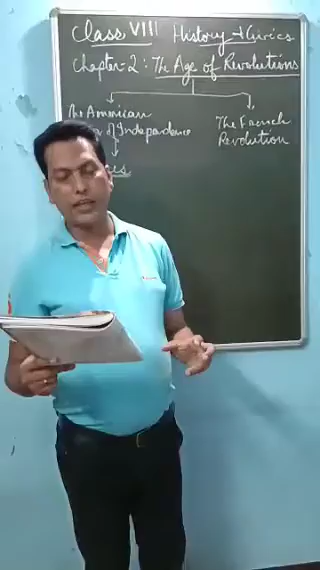 Class VIII History & Civics
Chapter-2: The Age of Revolutions
The American
of Independence
The French
Revolution